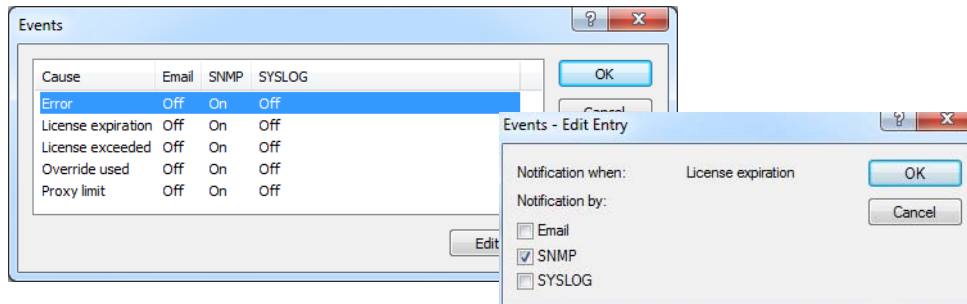 Events
Cause Email SNMP SYSLOG
OK
Error Off On Off
Cancel
License expiration Off On Off
License exceeded Off On Off
Override used Off On Off
Proxy limit Off On Off
Edit
Events - Edit Entry
Notification when: License expiration
OK
Notification by:
Cancel
Email
SNMP
SYSLOG